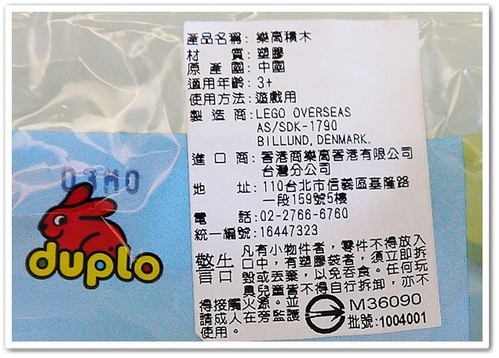 產品名稱: 樂高積木
材　　質: 塑膠
原 產 國: 中國
適用年齡: 3+
使用方法: 遊戲用
製 造 商: LEGO OVERSEAS
AS/SDK-1790
BILLUND, DENMARK.
進 口 商: 香港商樂高香港有限公司
台灣分公司
地　　址: 110台北市信義區基隆路
一段159號5樓
電　　話: 02-2766-6760
統一編號: 16447323
警告 凡有小物件者, 零件不得放入
口中, 有塑膠袋者, 須立即拆
毀或丟棄, 以免吞食。任何玩
具兒童皆不得自行拆卸, 亦不
得接觸火源。並
請成人在旁監護
使用。
M36090
批號: 1004001
03H0
duplo